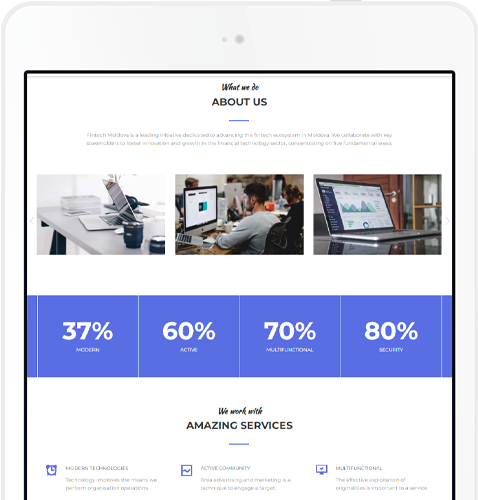 What we do
ABOUT US
Fintech Moldova is a leading initiative dedicated to advancing the fintech ecosystem in Moldova. We collaborate with key
stakeholders to foster innovation and growth in the financial technology sector, concentrating on five fundamental areas:
37%
60%
70%
80%
MODERN
ACTIVE
MULTIFUNCTIONAL
SECURITY
We work with
AMAZING SERVICES
MODERN TECHNOLOGIES
Technology improves the means we
perform organisation operations.
ACTIVE COMMUNITY
Area advertising and marketing is a
technique to engage a target
MULTIFUNCTIONAL
The effective exploitation of
originalities is important to a service